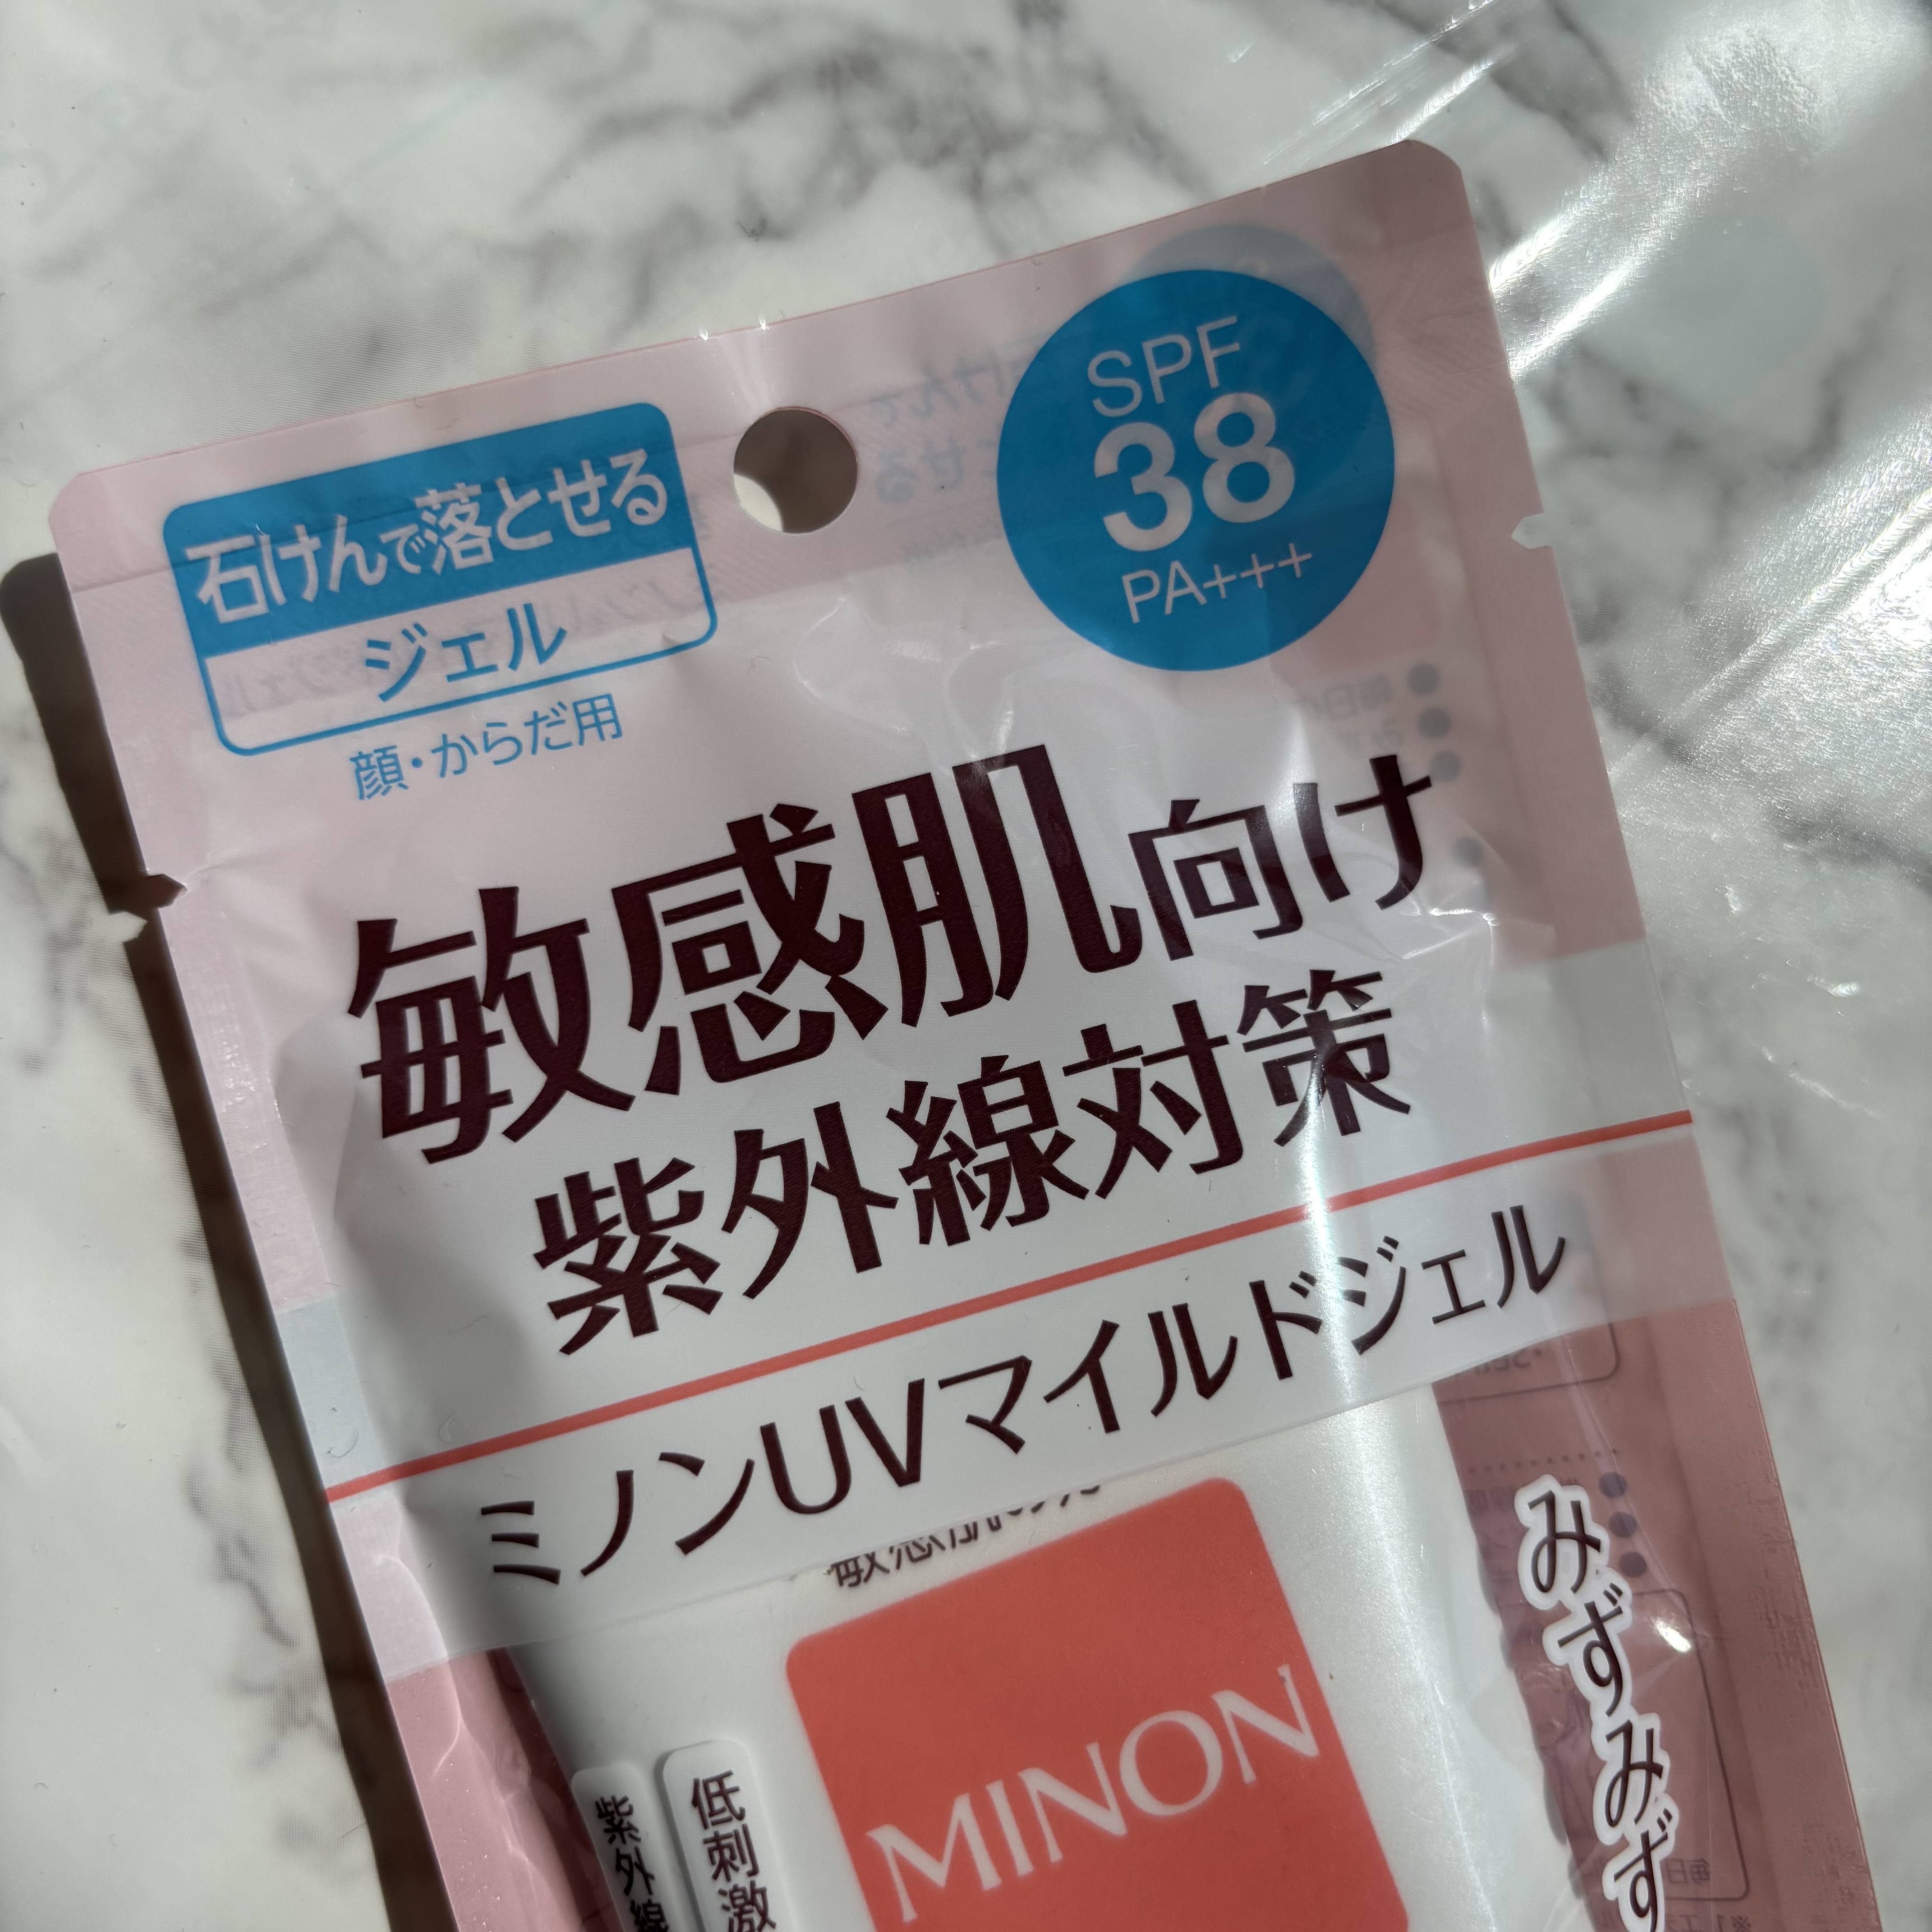 石けんで落とせる
ジェル
顔・からだ用
SPF
38
PA+++
敏感肌向け
紫外線対策
ミノンUVマイルドジェル
MINON
低刺激
紫外線
みずみず